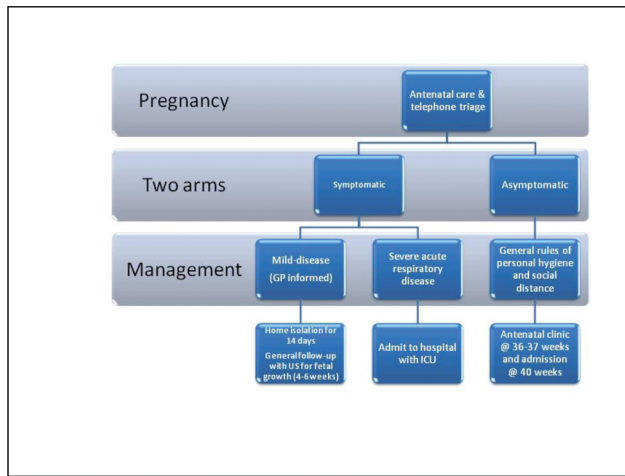 Pregnancy
Antenatal care &
telephone triage
Two arms
Symptomatic
Asymptomatic
Management
Mild-disease
(GP informed)
Severe acute
respiratory
disease
General rules of
personal hygiene
and social
distance
Home isolation for
14 days
General follow-up
with US for fetal
growth (4-6 weeks)
Admit to hospital
with ICU
Antenatal clinic
@ 36-37 weeks
and admission
@ 40 weeks